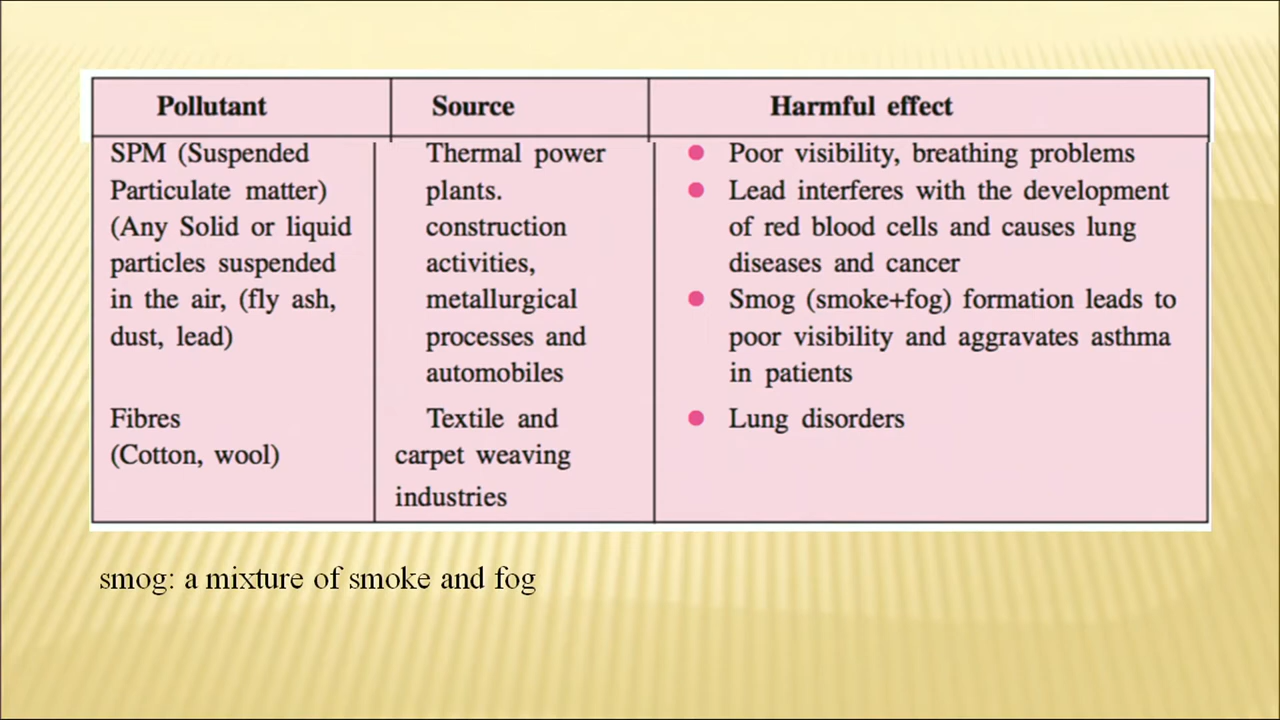 Pollutant Source Harmful effect
SPM (Suspended
Particulate matter)
(Any Solid or liquid
particles suspended
in the air, (fly ash,
dust, lead)
Thermal power
plants.
construction
activities,
metallurgical
processes and
automobiles
Poor visibility, breathing problems
Lead interferes with the development
of red blood cells and causes lung
diseases and cancer
Smog (smoke+fog) formation leads to
poor visibility and aggravates asthma
in patients
Fibres
(Cotton, wool)
Textile and
carpet weaving
industries
Lung disorders
smog: a mixture of smoke and fog